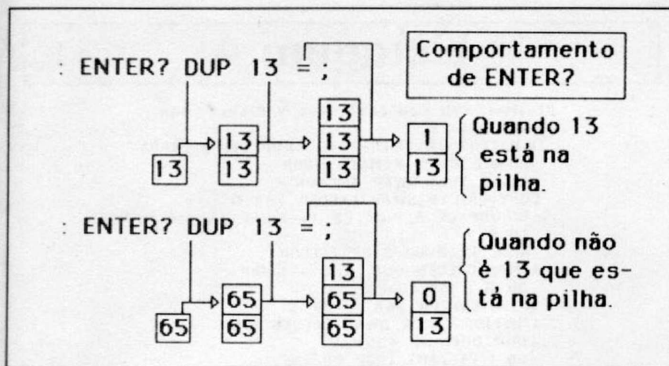 Comportamento
de ENTER?
: ENTER? DUP 13 = ;
13
13
13
13
13
13
1
13
Quando 13
está na
pilha.
: ENTER? DUP 13 = ;
65
65
65
13
65
65
0
13
Quando não
é 13 que es-
tá na pilha.